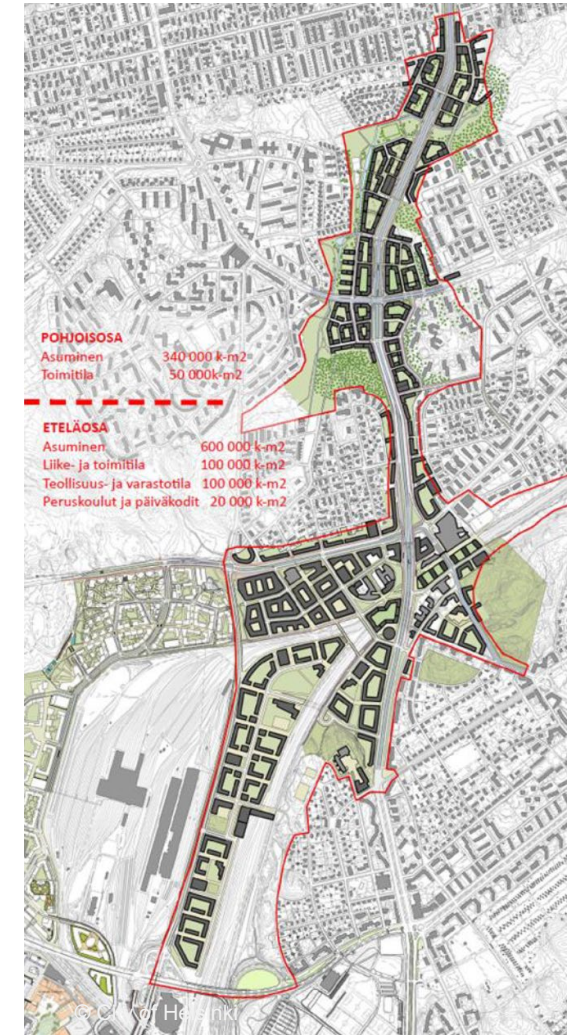 POHJOISOSA
Asuminen 340 000 k-m2
Toimitila 50 000k-m2
ETELÄOSA
Asuminen 600 000 k-m2
Liike- ja toimitila 100 000 k-m2
Teollisuus- ja varastotila 100 000 k-m2
Peruskoulut ja päiväkodit 20 000 k-m2
© City of Helsinki